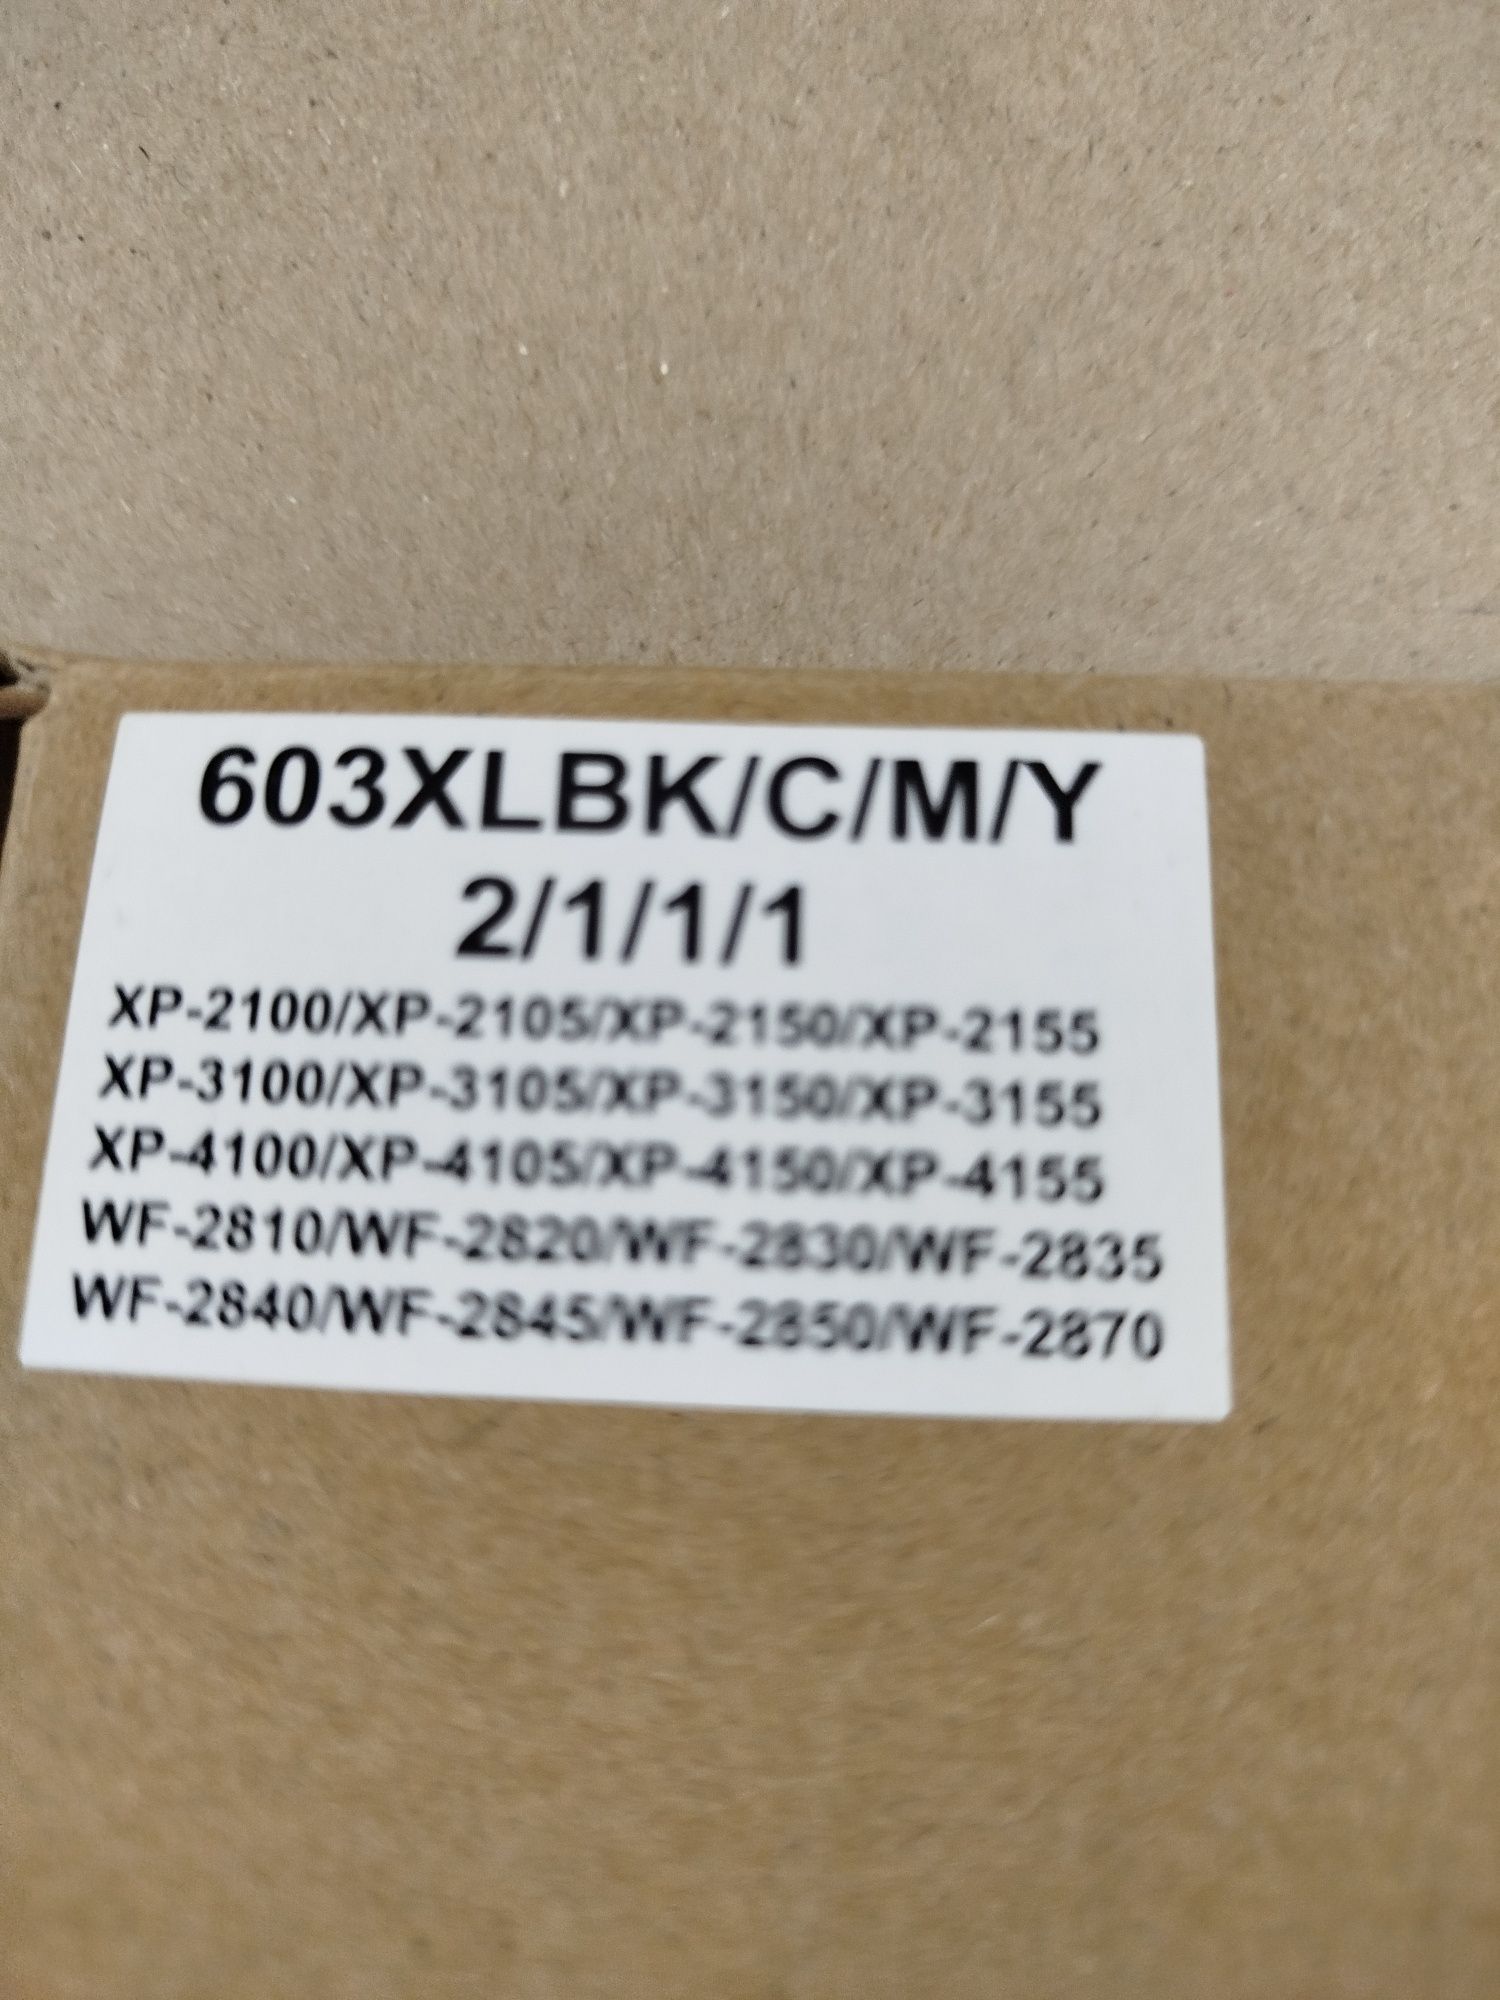 603XLBK/C/M/Y
2/1/1/1
XP-2100/XP-2105/XP-2150/XP-2155
XP-3100/XP-3105/XP-3150/XP-3155
XP-4100/XP-4105/XP-4150/XP-4155
WF-2810/WF-2820/WF-2830/WF-2835
WF-2840/WF-2845/WF-2850/WF-2870